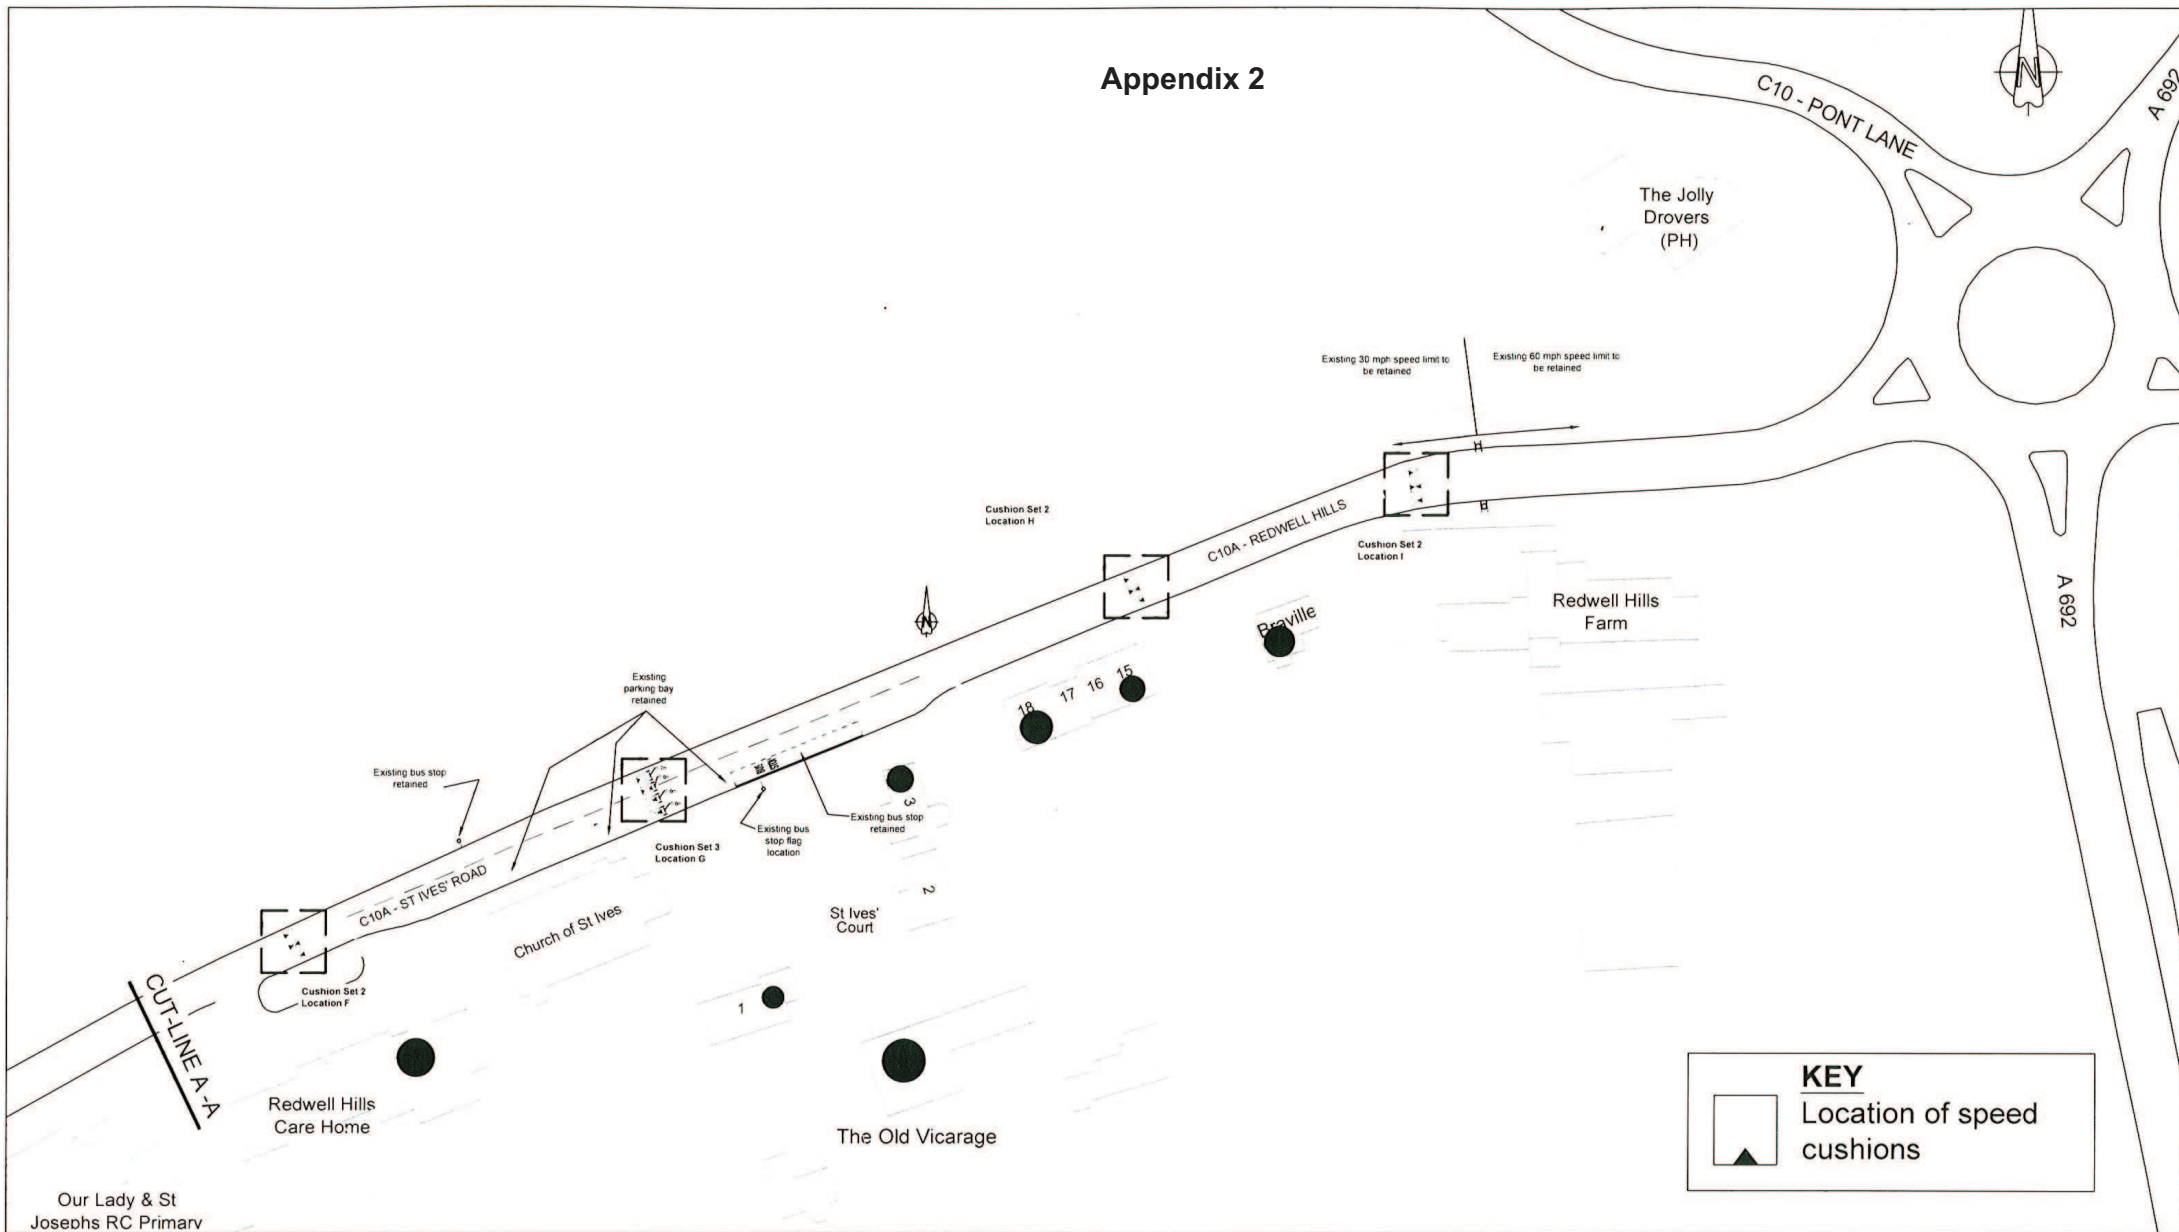 Appendix 2
C10 - PONT LANE
N
A 692
The Jolly
Drovers
(PH)
Existing 30 mph speed limit to
be retained
Existing 60 mph speed limit to
be retained
Cushion Set 2
Location H
C10A - REDWELL HILLS
Cushion Set 2
Location I
Redwell Hills
Farm
A 692
N
Braville
15
16
17
18
Existing
parking bay
retained
Existing bus stop
retained
BUS
STOP
Existing bus
stop flag
location
Existing bus stop
retained
3
Cushion Set 3
Location G
C10A - ST IVES' ROAD
2
St Ives'
Court
Church of St Ives
Cushion Set 2
Location F
CUT-LINE A -A
1
Redwell Hills
Care Home
The Old Vicarage
KEY
Location of speed
cushions
Our Lady & St
Josephs RC Primary